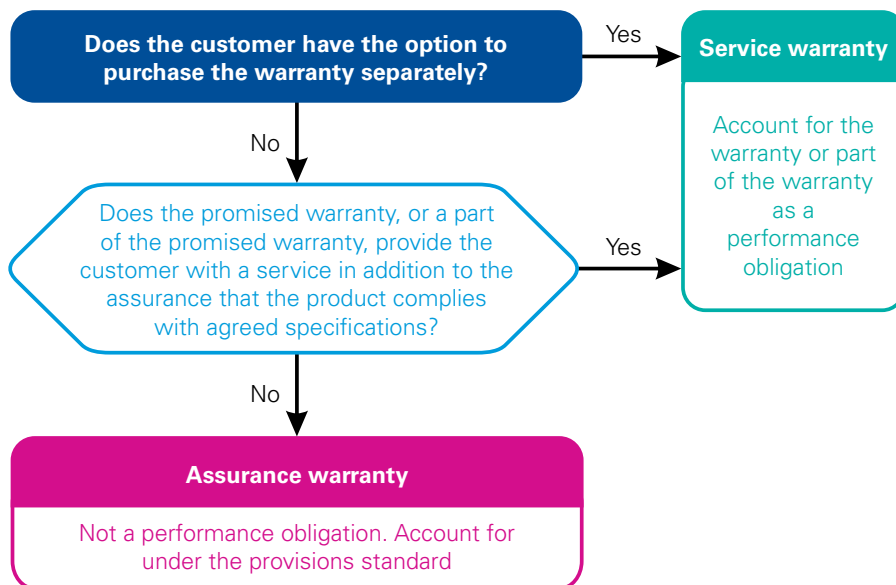 Does the customer have the option to
purchase the warranty separately?
Yes
Service warranty
Account for the
warranty or part
of the warranty
as a
performance
obligation
No
Does the promised warranty, or a part
of the promised warranty, provide the
customer with a service in addition to the
assurance that the product complies
with agreed specifications?
Yes
No
Assurance warranty
Not a performance obligation. Account for
under the provisions standard